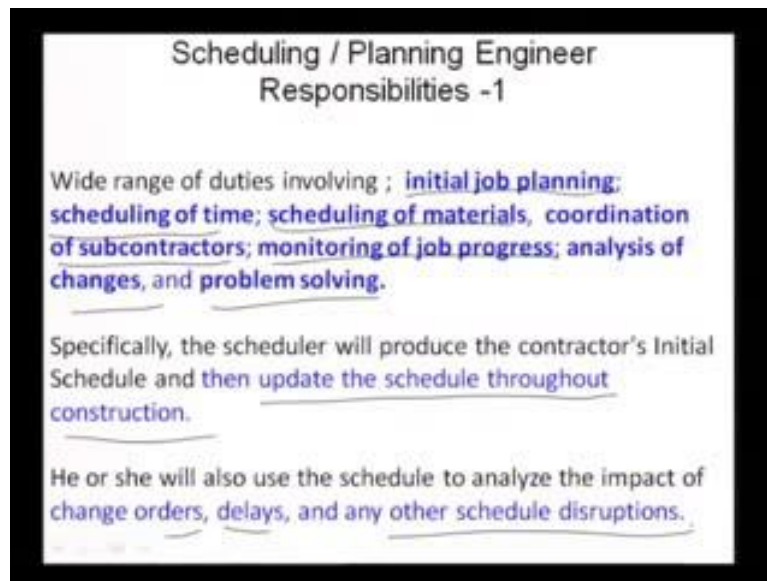 Scheduling / Planning Engineer
Responsibilities -1
Wide range of duties involving ; initial job planning;
scheduling of time; scheduling of materials, coordination
of subcontractors; monitoring of job progress; analysis of
changes, and problem solving.
Specifically, the scheduler will produce the contractor's Initial
Schedule and then update the schedule throughout
construction.
He or she will also use the schedule to analyze the impact of
change orders, delays, and any other schedule disruptions.